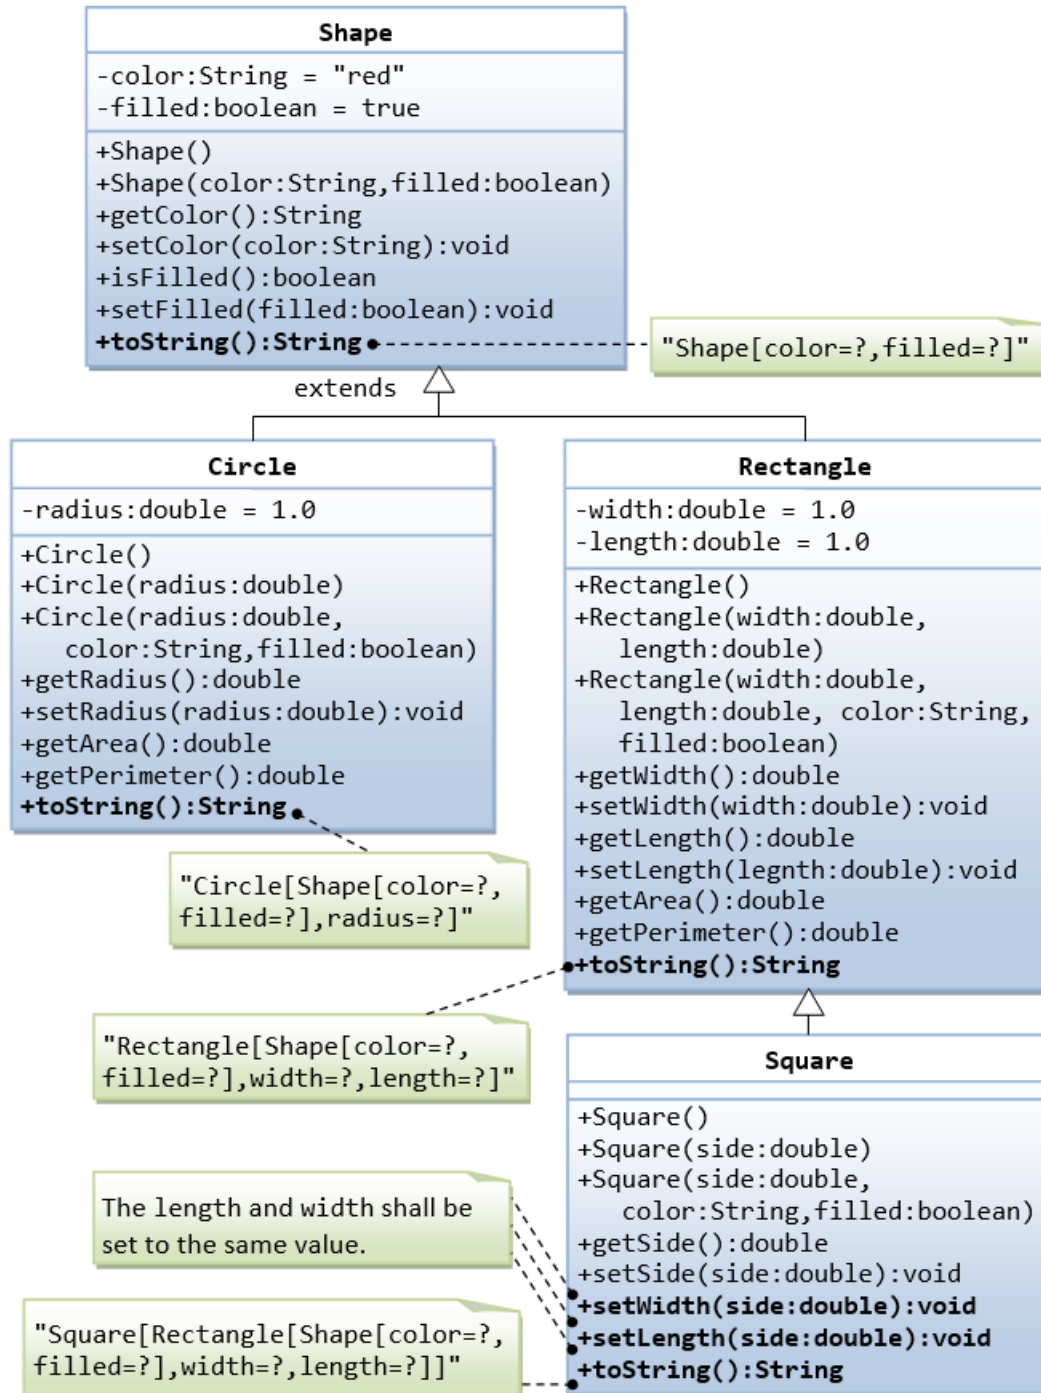 Shape
-color:String = "red"
-filled:boolean = true
+Shape()
+Shape(color:String,filled:boolean)
+getColor():String
+setColor(color:String):void
+isFilled():boolean
+setFilled(filled:boolean):void
+toString():String
"Shape[color=?,filled=?]"
extends
Circle
-radius:double = 1.0
+Circle()
+Circle(radius:double)
+Circle(radius:double,
color:String,filled:boolean)
+getRadius():double
+setRadius(radius:double):void
+getArea():double
+getPerimeter():double
+toString():String
"Circle[Shape[color=?,
filled=?],radius=?]"
Rectangle
-width:double = 1.0
-length:double = 1.0
+Rectangle()
+Rectangle(width:double,
length:double)
+Rectangle(width:double,
length:double, color:String,
filled:boolean)
+getWidth():double
+setWidth(width:double):void
+getLength():double
+setLength(legnth:double):void
+getArea():double
+getPerimeter():double
+toString():String
"Rectangle[Shape[color=?,
filled=?],width=?,length=?]"
Square
+Square()
+Square(side:double)
+Square(side:double,
color:String,filled:boolean)
+getSide():double
+setSide(side:double):void
+setWidth(side:double):void
+setLength(side:double):void
+toString():String
The length and width shall be
set to the same value.
"Square[Rectangle[Shape[color=?,
filled=?],width=?,length=?]]"